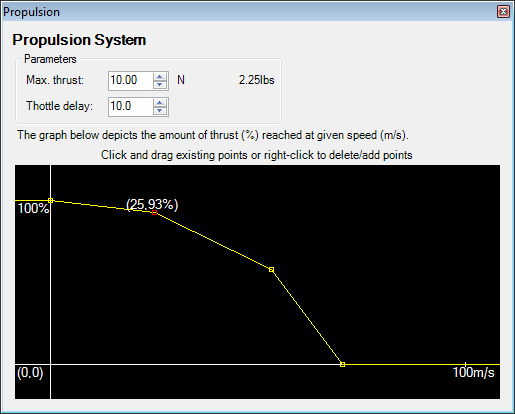 Propulsion
Propulsion System
Parameters
Max. thrust: 10.00 N 2.25lbs
Thottle delay: 10.0
The graph below depicts the amount of thrust (%) reached at given speed (m/s).
Click and drag existing points or right-click to delete/add points
100%
(25.93%)
(0,0)
100m/s